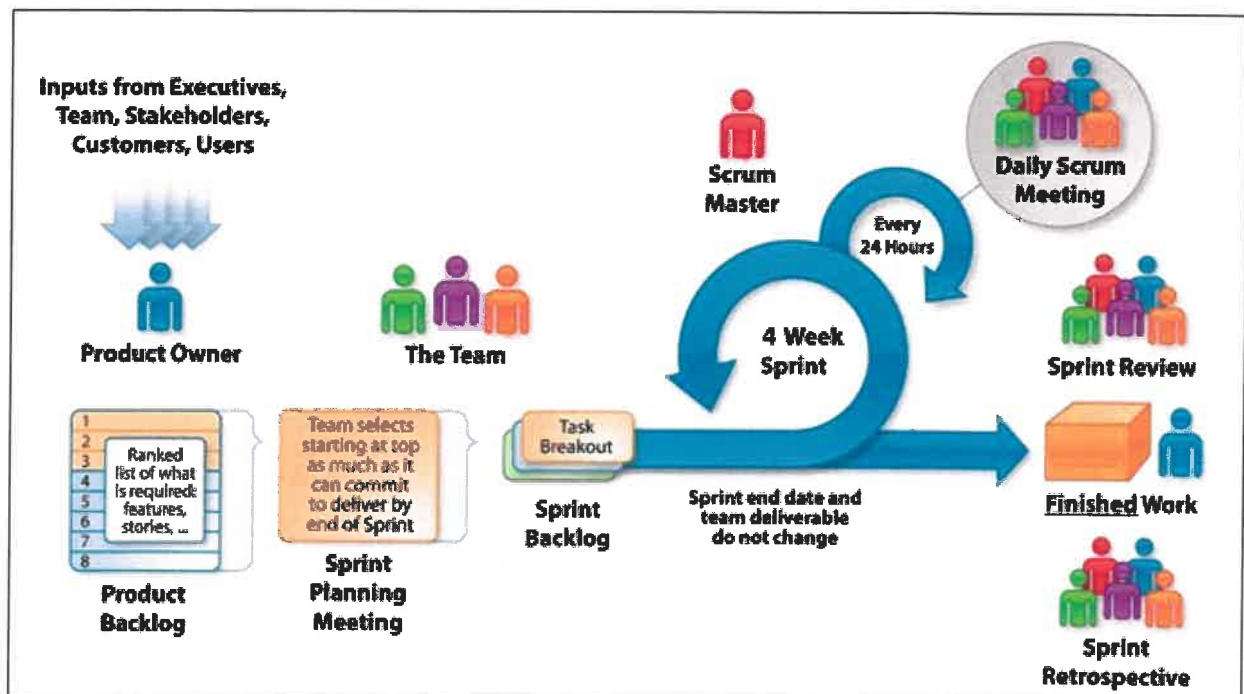 Inputs from Executives,
Team, Stakeholders,
Customers, Users
Product Owner
The Team
Scrum
Master
Every
24 Hours
Daily Scrum
Meeting
4 Week
Sprint
Sprint Review
1
2
3
4
5
6
7
8
Ranked
list of what
is required:
features,
stories, ...
Product
Backlog
Team selects
starting at top
as much as it
can commit
to deliver by
end of Sprint
Sprint
Planning
Meeting
Task
Breakout
Sprint
Backlog
Sprint end date and
team deliverable
do not change
Finished Work
Sprint
Retrospective